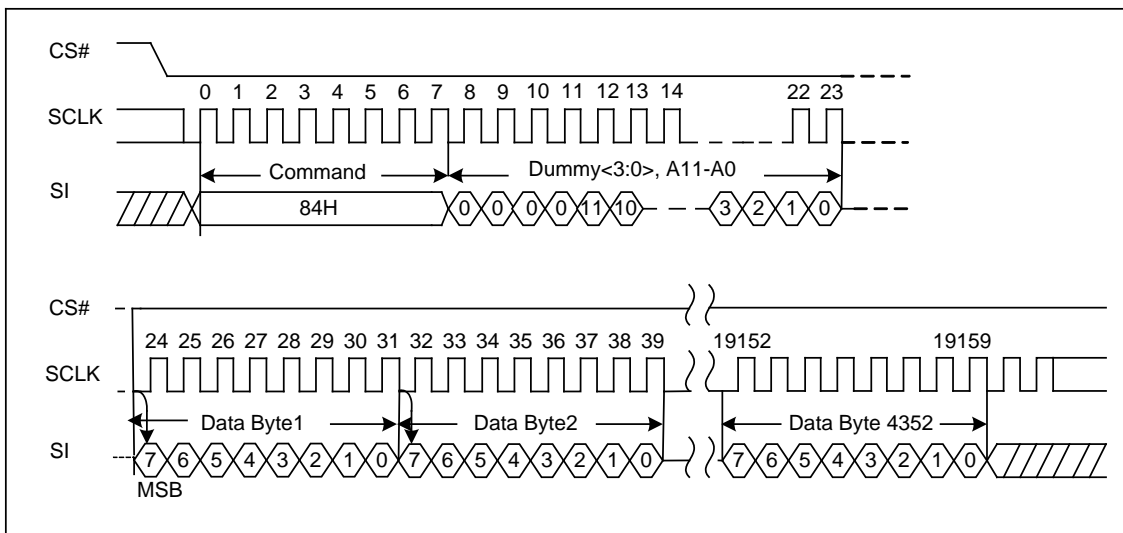 CS#
0 1 2 3 4 5 6 7 8 9 10 11 12 13 14 22 23
SCLK
Command Dummy<3:0>, A11-A0
SI
84H 0 0 0 0 11 10 3 2 1 0
CS#
24 25 26 27 28 29 30 31 32 33 34 35 36 37 38 39 19152 19159
SCLK
Data Byte1 Data Byte2 Data Byte 4352
SI
7 6 5 4 3 2 1 0 7 6 5 4 3 2 1 0 7 6 5 4 3 2 1 0
MSB